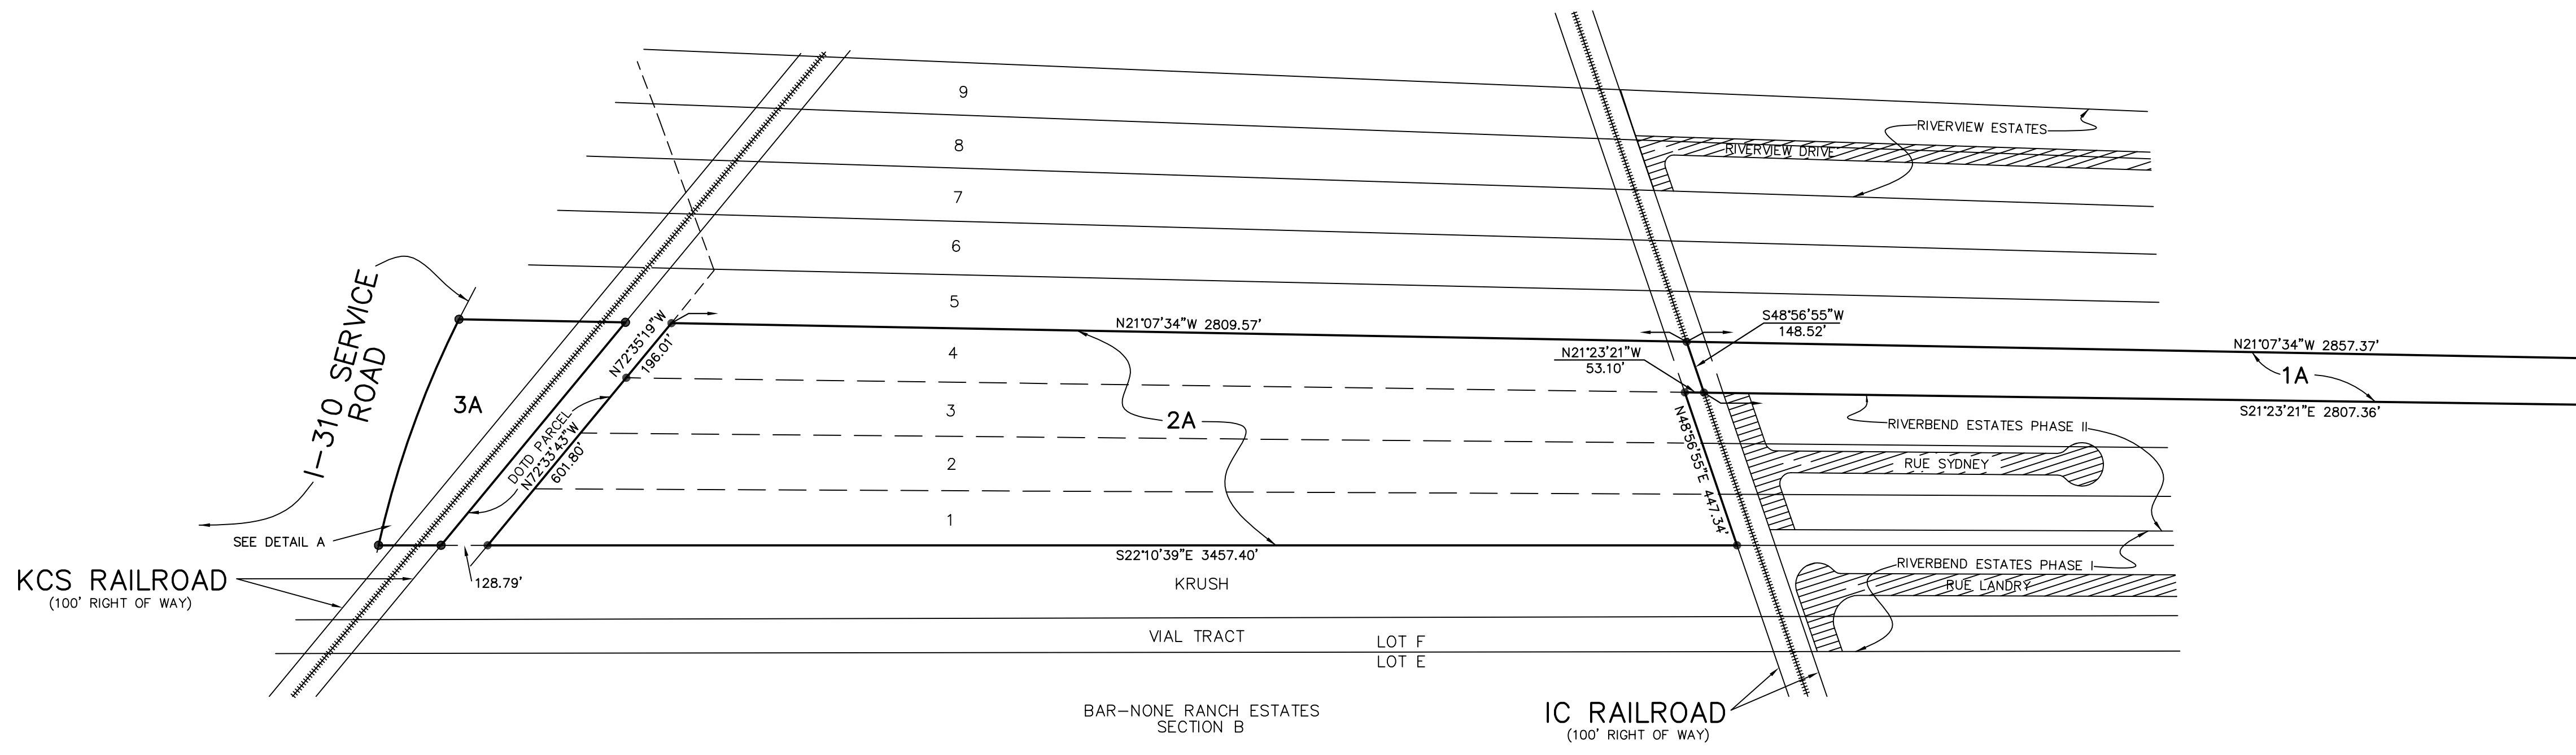 9
8
7
6
5
4
3
2
1
RIVERVIEW ESTATES
RIVERVIEW DRIVE
I-310 SERVICE
ROAD
3A
N72°35'19"W
196.01'
DOTD PARCEL
N72°33'43"W
601.80'
N21°07'34"W 2809.57'
2A
S48°56'55"W
148.52'
N21°23'21"W
53.10'
N48°56'55"E 447.34'
N21°07'34"W 2857.37'
1A
S21°23'21"E 2807.36'
RIVERBEND ESTATES PHASE II
RUE SYDNEY
SEE DETAIL A
128.79'
S22°10'39"E 3457.40'
KCS RAILROAD
(100' RIGHT OF WAY)
KRUSH
RIVERBEND ESTATES PHASE I
RUE LANDRY
VIAL TRACT
LOT F
LOT E
BAR-NONE RANCH ESTATES
SECTION B
IC RAILROAD
(100' RIGHT OF WAY)